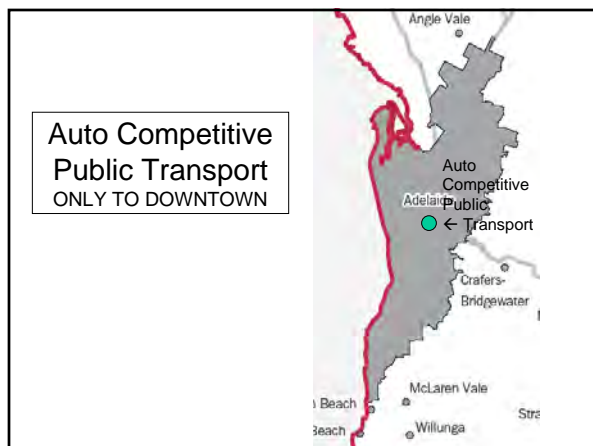 Auto Competitive
Public Transport
ONLY TO DOWNTOWN
Angle Vale
Auto
Competitive
Public
Adelaide
← Transport
Crafers-
Bridgewater
McLaren Vale
Beach
Willunga
Beach